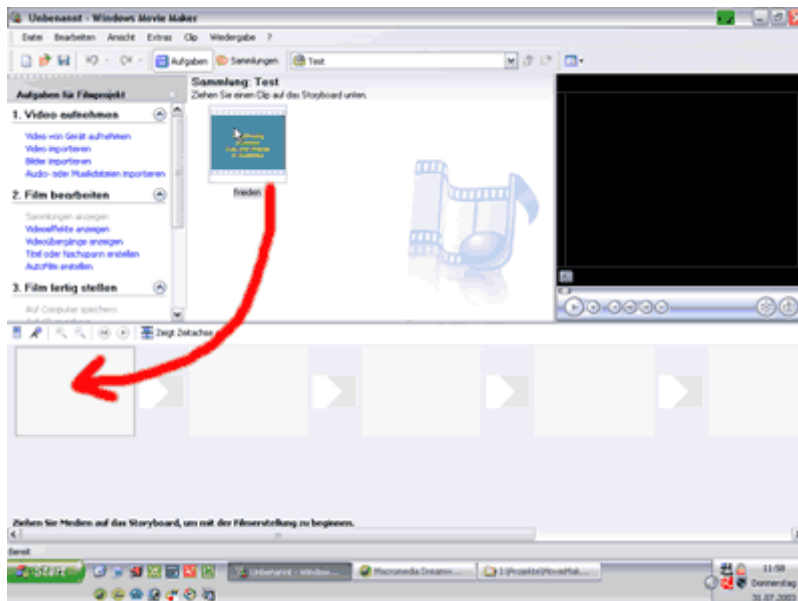 Unbenannt - Windows Movie Maker
Datei Bearbeiten Ansicht Extras Clip Wiedergabe ?
Aufgaben Sammlungen Test
Aufgaben für Filmprojekt
Sammlung: Test
Ziehen Sie einen Clip auf das Storyboard unten.
1. Video aufnehmen
Video von Gerät aufnehmen
Video importieren
Bilder importieren
Audio- oder Musikdateien importieren
frieden
2. Film bearbeiten
Sammlungen anzeigen
Videoeffekte anzeigen
Videoübergänge anzeigen
Titel oder Nachspann erstellen
AutoFilm erstellen
3. Film fertig stellen
Auf Computer speichern
Zeigt Zeitachse
Ziehen Sie Medien auf das Storyboard, um mit der Filmerstellung zu beginnen.
Bereit
Start
Unbenannt - Window...
Macromedia Dreamw...
I:\Projekte\MovieMak...
11:58
Donnerstag
31.07.2003